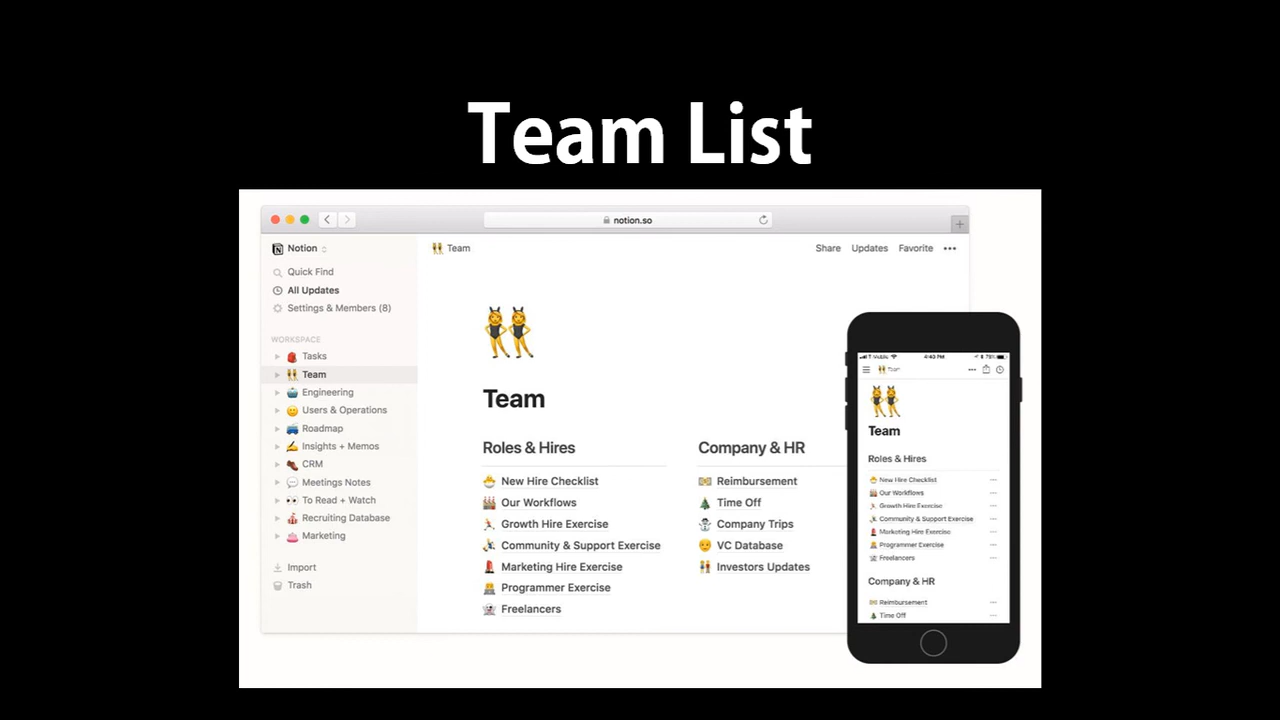 Team List
notion.so
Notion
Team
Share
Updates
Favorite
Quick Find
All Updates
Settings & Members (8)
WORKSPACE
Tasks
Team
Engineering
Users & Operations
Roadmap
Insights + Memos
CRM
Meetings Notes
To Read + Watch
Recruiting Database
Marketing
Import
Trash
Team
Roles & Hires
New Hire Checklist
Our Workflows
Growth Hire Exercise
Community & Support Exercise
Marketing Hire Exercise
Programmer Exercise
Freelancers
Company & HR
Reimbursement
Time Off
Company Trips
VC Database
Investors Updates
4:40 PM
Team
Team
Roles & Hires
New Hire Checklist
Our Workflows
Growth Hire Exercise
Community & Support Exercise
Marketing Hire Exercise
Programmer Exercise
Freelancers
Company & HR
Reimbursement
Time Off